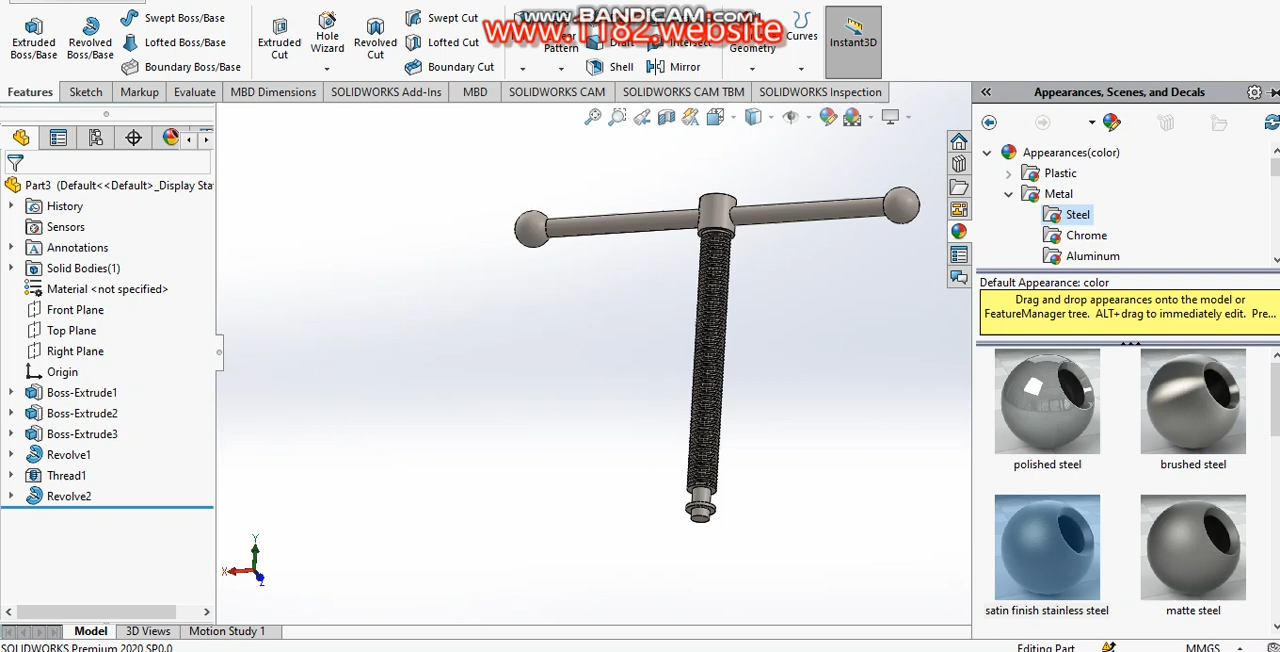 www.BANDICAM.com
www.1182.website
Extruded Boss/Base
Revolved Boss/Base
Swept Boss/Base
Lofted Boss/Base
Boundary Boss/Base
Extruded Cut
Hole Wizard
Revolved Cut
Swept Cut
Lofted Cut
Boundary Cut
Pattern
Draft
Shell
Intersect
Mirror
Geometry
Curves
Instant3D
Features
Sketch
Markup
Evaluate
MBD Dimensions
SOLIDWORKS Add-Ins
MBD
SOLIDWORKS CAM
SOLIDWORKS CAM TBM
SOLIDWORKS Inspection
Part3 (Default<<Default>_Display Sta
History
Sensors
Annotations
Solid Bodies(1)
Material <not specified>
Front Plane
Top Plane
Right Plane
Origin
Boss-Extrude1
Boss-Extrude2
Boss-Extrude3
Revolve1
Thread1
Revolve2
Y
X
Z
Appearances, Scenes, and Decals
Appearances(color)
Plastic
Metal
Steel
Chrome
Aluminum
Default Appearance: color
Drag and drop appearances onto the model or
FeatureManager tree. ALT+drag to immediately edit. Pre...
polished steel
brushed steel
satin finish stainless steel
matte steel
Model
3D Views
Motion Study 1
SOLIDWORKS Premium 2020 SP0.0
Editing Part
MMGS